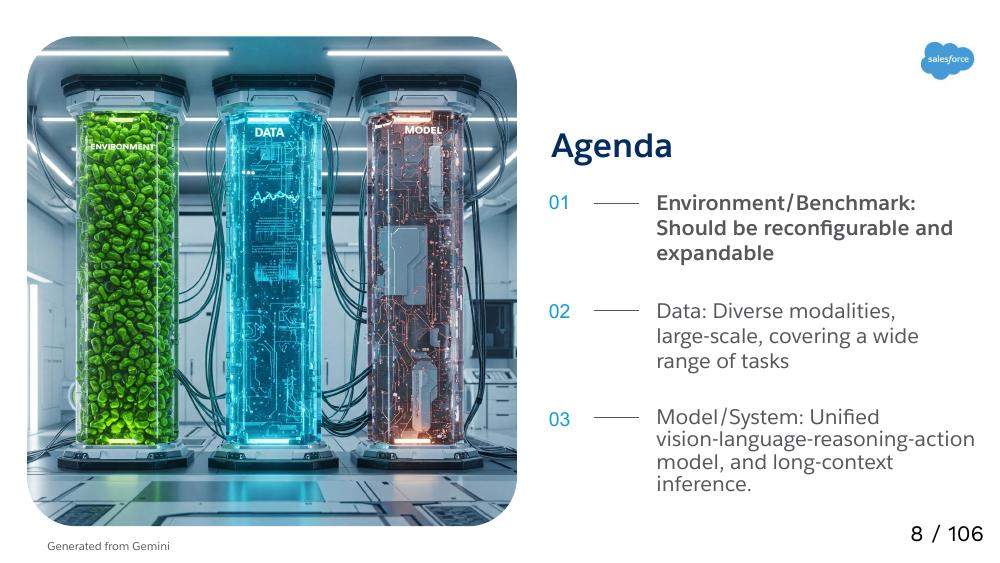 ENVIRONMENT
DATA
MODEL
Generated from Gemini
salesforce
Agenda
01
Environment/Benchmark:
Should be reconfigurable and
expandable
02
Data: Diverse modalities,
large-scale, covering a wide
range of tasks
03
Model/System: Unified
vision-language-reasoning-action
model, and long-context
inference.
8 / 106